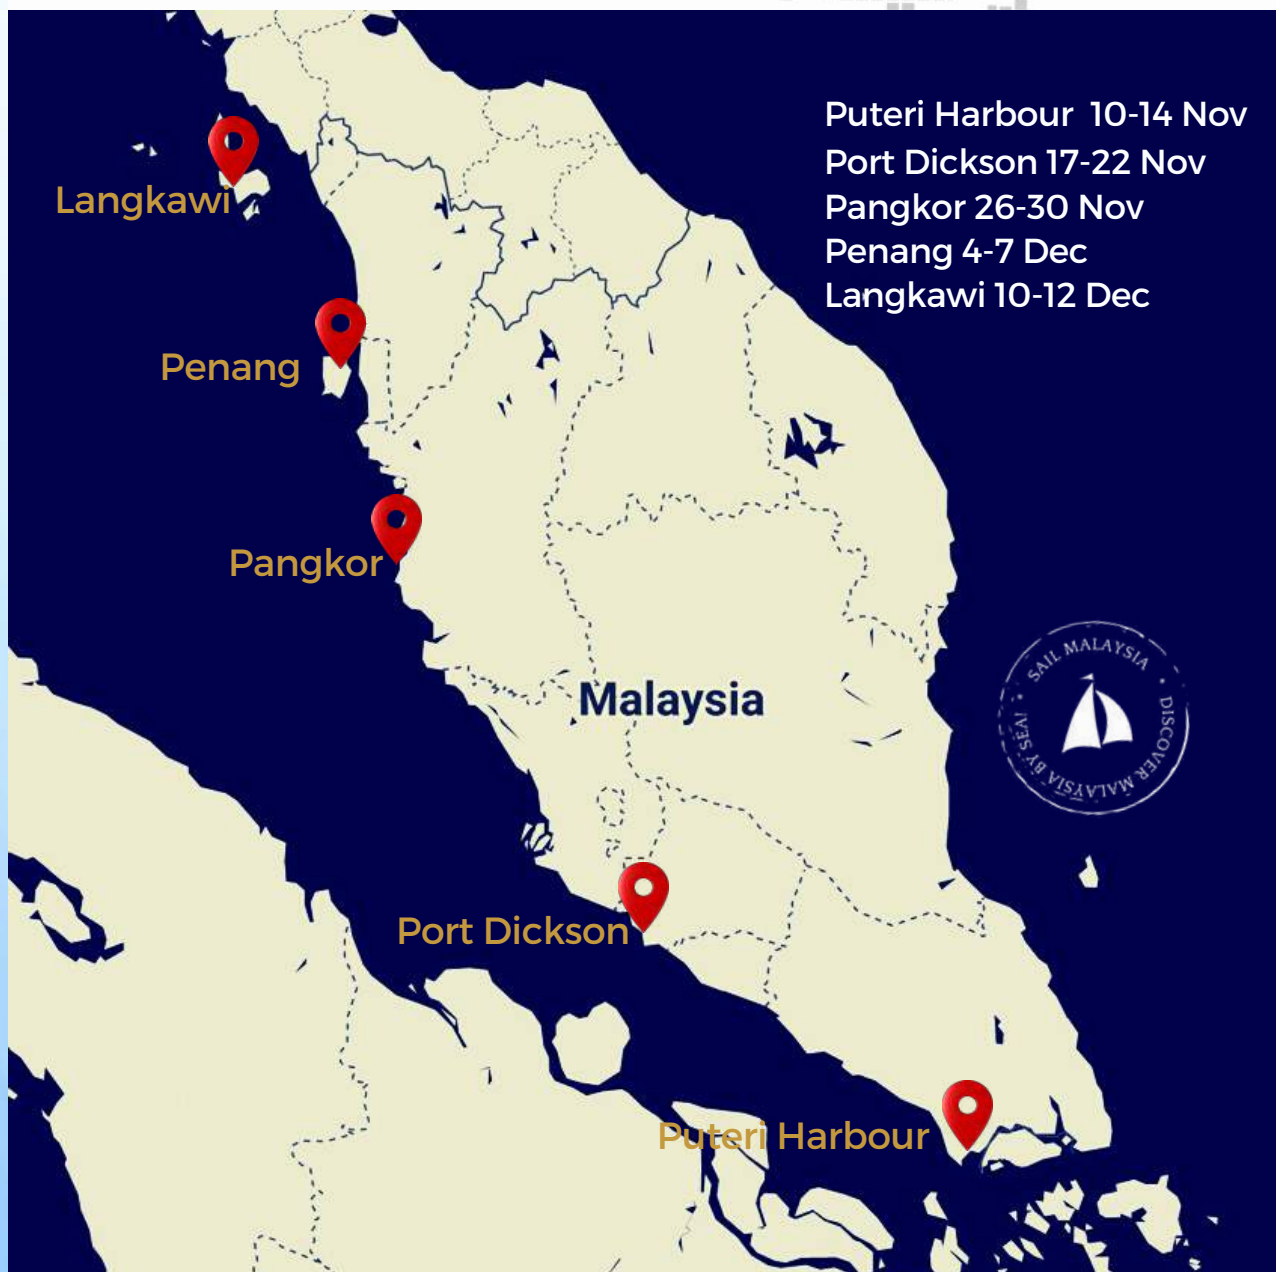 Puteri Harbour 10-14 Nov
Port Dickson 17-22 Nov
Pangkor 26-30 Nov
Penang 4-7 Dec
Langkawi 10-12 Dec
Langkawi
Penang
Pangkor
Malaysia
SAIL MALAYSIA • DISCOVER MALAYSIA BY SEA! •
Port Dickson
Puteri Harbour